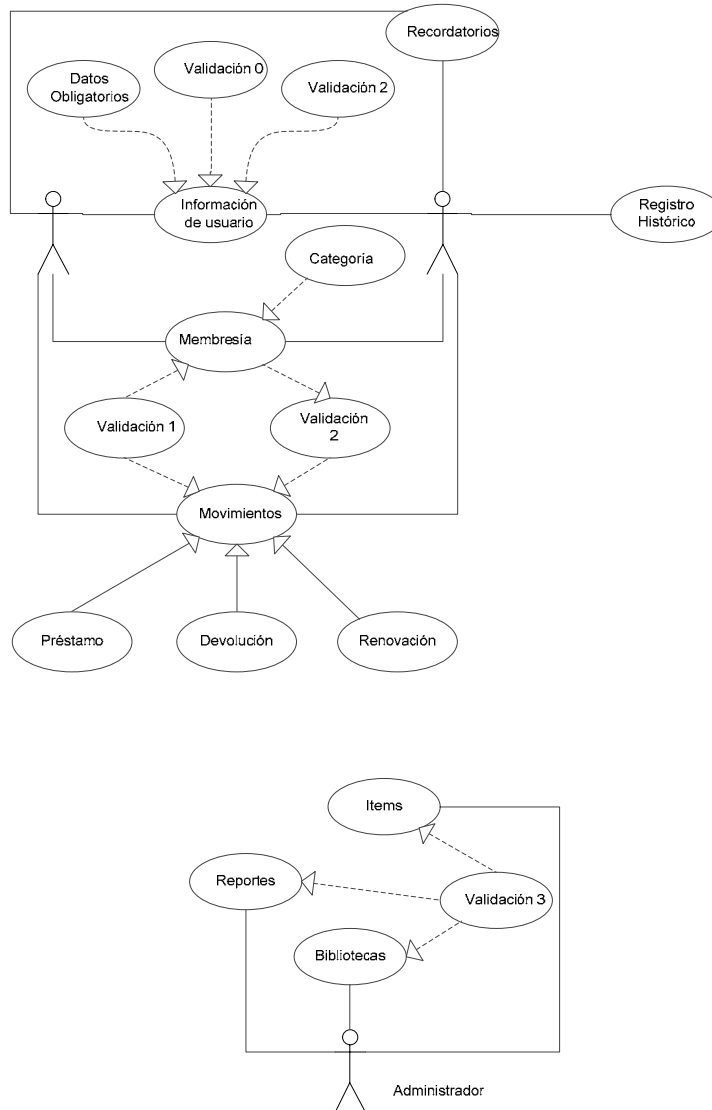 Recordatorios
Datos
Obligatorios
Validación 0
Validación 2
Información
de usuario
Registro
Histórico
Categoría
Membresía
Validación 1
Validación
2
Movimientos
Préstamo
Devolución
Renovación
Items
Reportes
Validación 3
Bibliotecas
Administrador